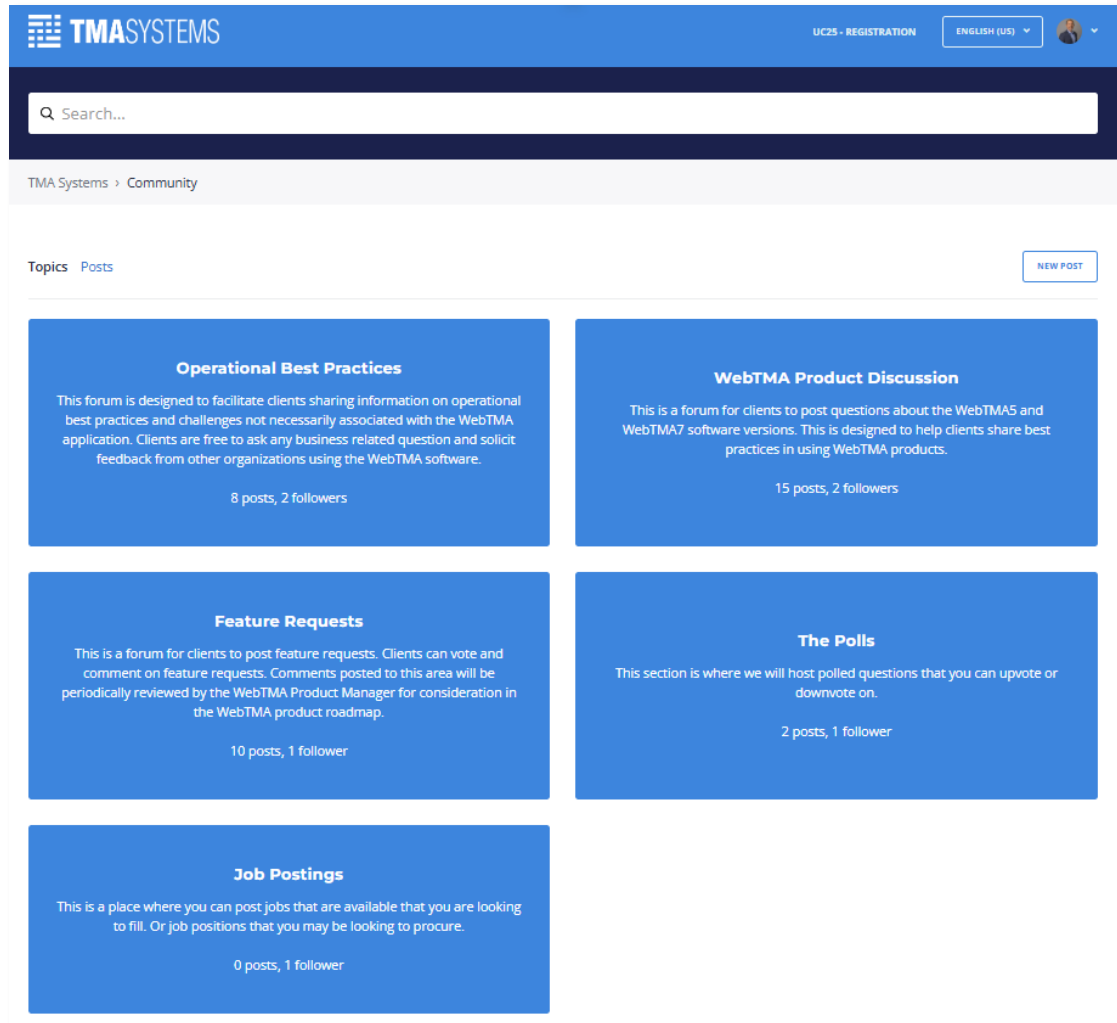 TMASYSTEMS
UC25 - REGISTRATION
ENGLISH (US)
Search...
TMA Systems › Community
Topics Posts
NEW POST
Operational Best Practices
This forum is designed to facilitate clients sharing information on operational
best practices and challenges not necessarily associated with the WebTMA
application. Clients are free to ask any business related question and solicit
feedback from other organizations using the WebTMA software.
8 posts, 2 followers
WebTMA Product Discussion
This is a forum for clients to post questions about the WebTMA5 and
WebTMA7 software versions. This is designed to help clients share best
practices in using WebTMA products.
15 posts, 2 followers
Feature Requests
This is a forum for clients to post feature requests. Clients can vote and
comment on feature requests. Comments posted to this area will be
periodically reviewed by the WebTMA Product Manager for consideration in
the WebTMA product roadmap.
10 posts, 1 follower
The Polls
This section is where we will host polled questions that you can upvote or
downvote on.
2 posts, 1 follower
Job Postings
This is a place where you can post jobs that are available that you are looking
to fill. Or job positions that you may be looking to procure.
0 posts, 1 follower